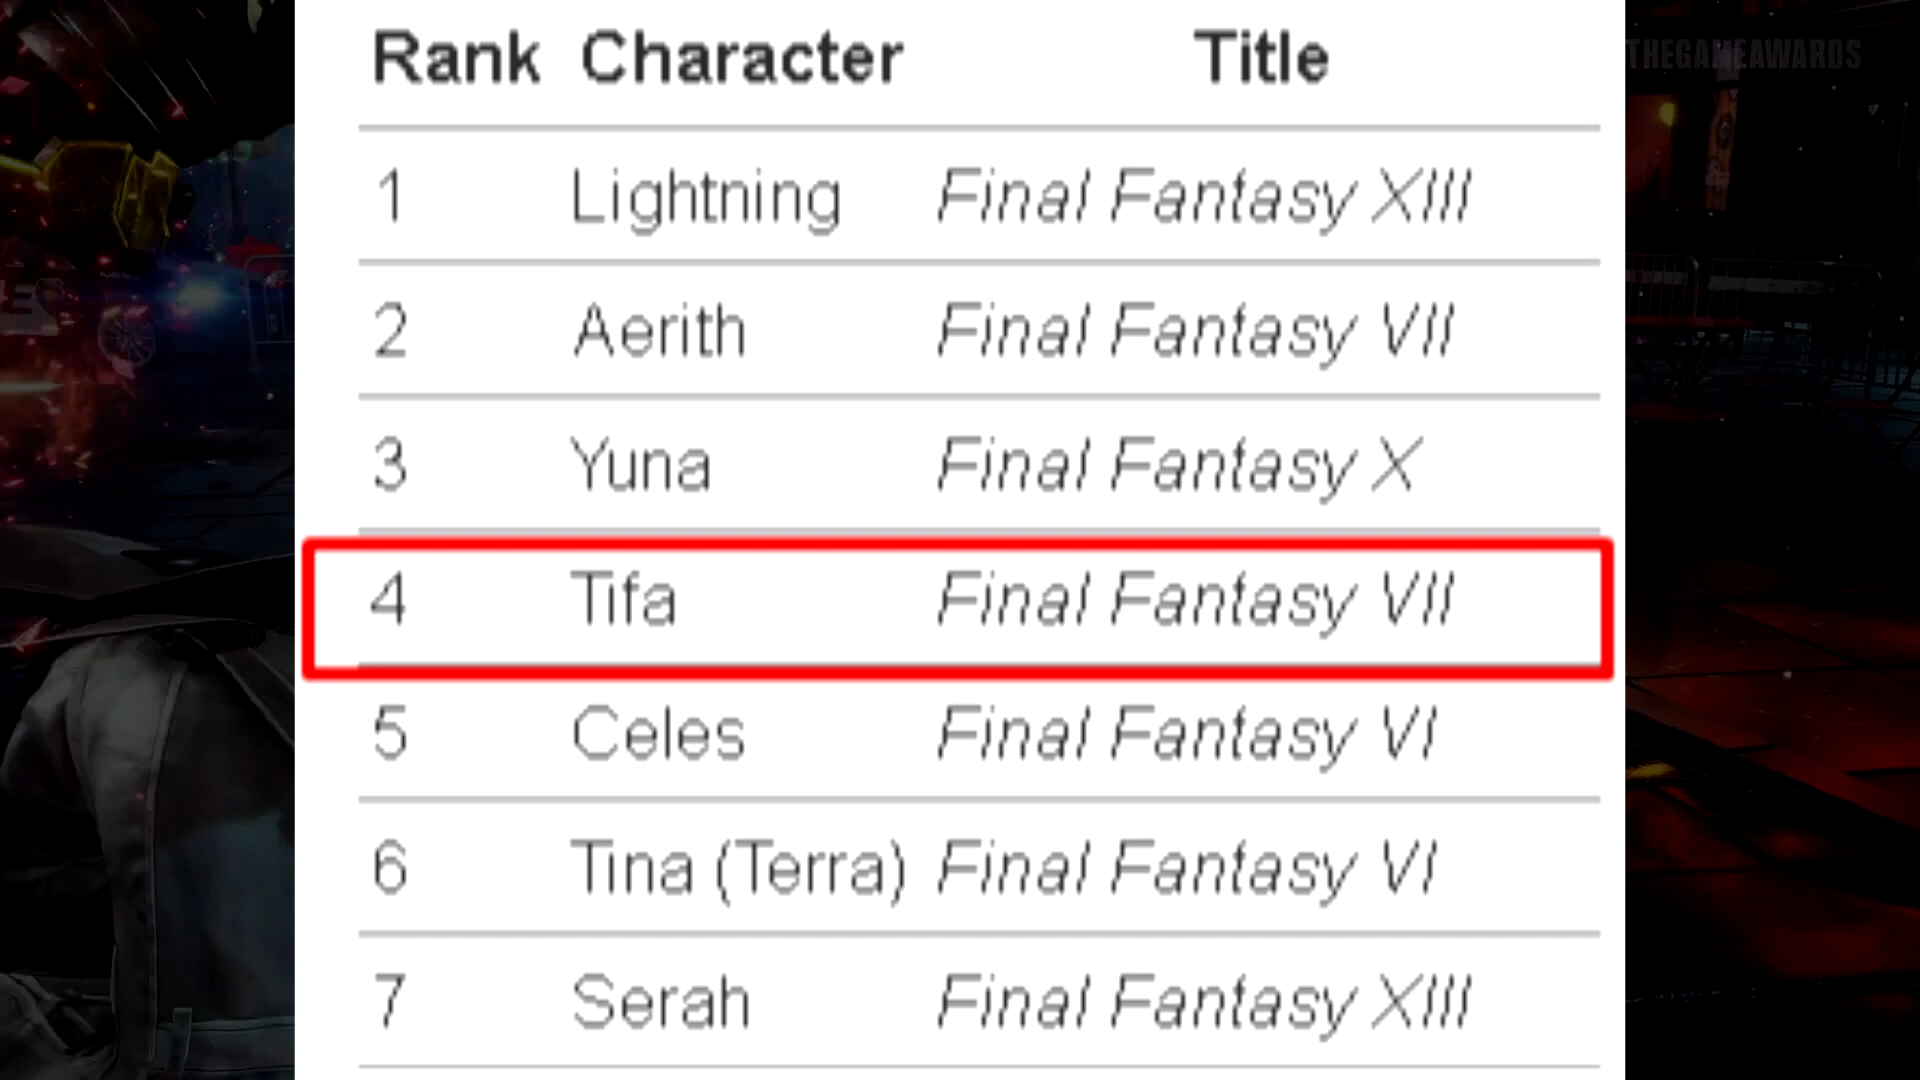 THEGAMEAWARDS
Rank Character Title
1 Lightning Final Fantasy XIII
2 Aerith Final Fantasy VII
3 Yuna Final Fantasy X
4 Tifa Final Fantasy VII
5 Celes Final Fantasy VI
6 Tina (Terra) Final Fantasy VI
7 Serah Final Fantasy XIII